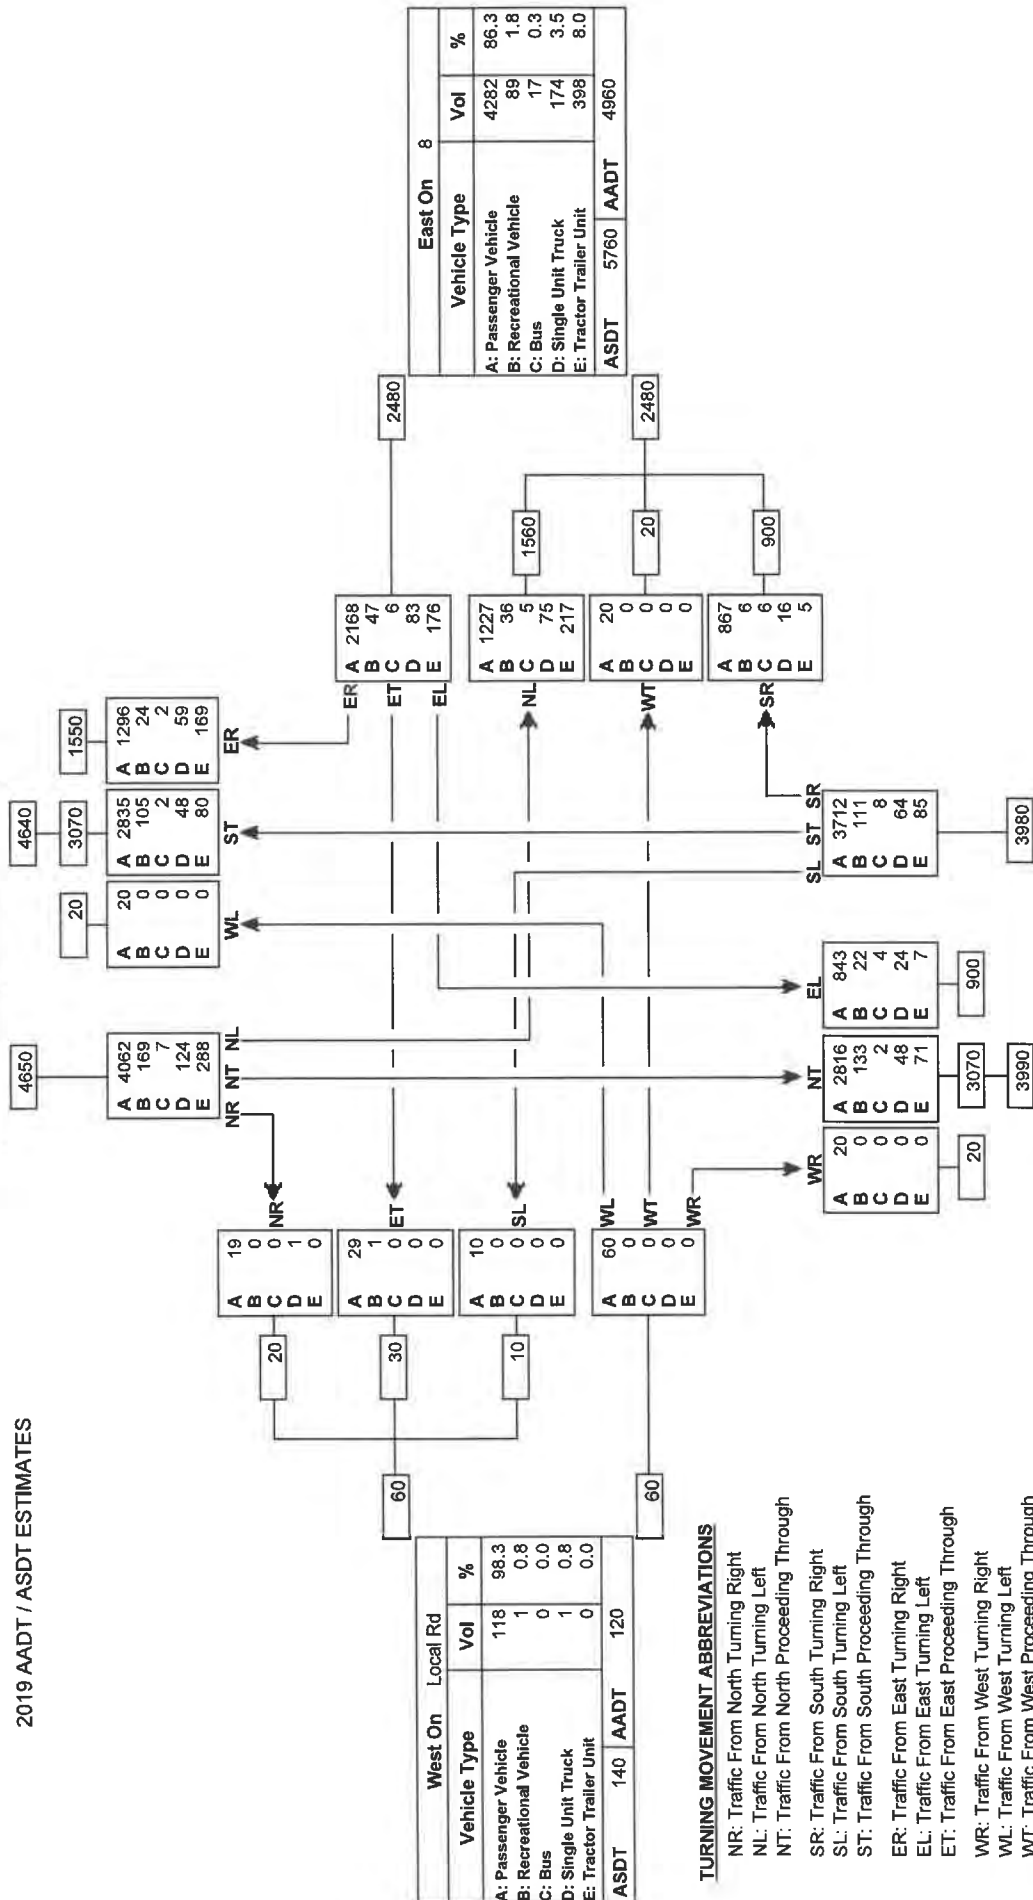 2019 AADT / ASDT ESTIMATES
4650
A 4062
B 169
C 7
D 124
E 288
NR NT NL
20
A 20
B 0
C 0
D 0
E 0
WL
4640
3070
A 2835
B 105
C 2
D 48
E 80
ST
1550
A 1296
B 24
C 2
D 59
E 169
ER
West On Local Rd
Vehicle Type Vol %
A: Passenger Vehicle 118 98.3
B: Recreational Vehicle 1 0.8
C: Bus 0 0.0
D: Single Unit Truck 1 0.8
E: Tractor Trailer Unit 0 0.0
ASDT 140 AADT 120
60
20
A 19
B 0
C 0
D 1
E 0
NR
30
A 29
B 1
C 0
D 0
E 0
ET
10
A 10
B 0
C 0
D 0
E 0
SL
60
A 60
B 0
C 0
D 0
E 0
WL
WT
WR
ER
ET
EL
A 2168
B 47
C 6
D 83
E 176
2480
NL
A 1227
B 36
C 5
D 75
E 217
1560
WT
A 20
B 0
C 0
D 0
E 0
20
SR
A 867
B 6
C 6
D 16
E 5
900
2480
East On 8
Vehicle Type Vol %
A: Passenger Vehicle 4282 86.3
B: Recreational Vehicle 89 1.8
C: Bus 17 0.3
D: Single Unit Truck 174 3.5
E: Tractor Trailer Unit 398 8.0
ASDT 5760 AADT 4960
WR
A 20
B 0
C 0
D 0
E 0
20
NT
A 2816
B 133
C 2
D 48
E 71
3070
3990
EL
A 843
B 22
C 4
D 24
E 7
900
SL ST SR
A 3712
B 111
C 8
D 64
E 85
3980
TURNING MOVEMENT ABBREVIATIONS
NR: Traffic From North Turning Right
NL: Traffic From North Turning Left
NT: Traffic From North Proceeding Through
SR: Traffic From South Turning Right
SL: Traffic From South Turning Left
ST: Traffic From South Proceeding Through
ER: Traffic From East Turning Right
EL: Traffic From East Turning Left
ET: Traffic From East Proceeding Through
WR: Traffic From West Turning Right
WL: Traffic From West Turning Left
WT: Traffic From West Proceeding Through